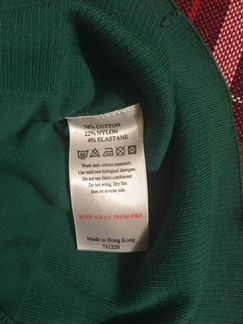 74% COTTON
22% NYLON
4% ELASTANE
Wash dark colours separately.
Use mild non biological detergent.
Do not use fabric conditioner.
Do not wring. Dry flat.
Iron on reverse side.
KEEP AWAY FROM FIRE
Made in Hong Kong
731220